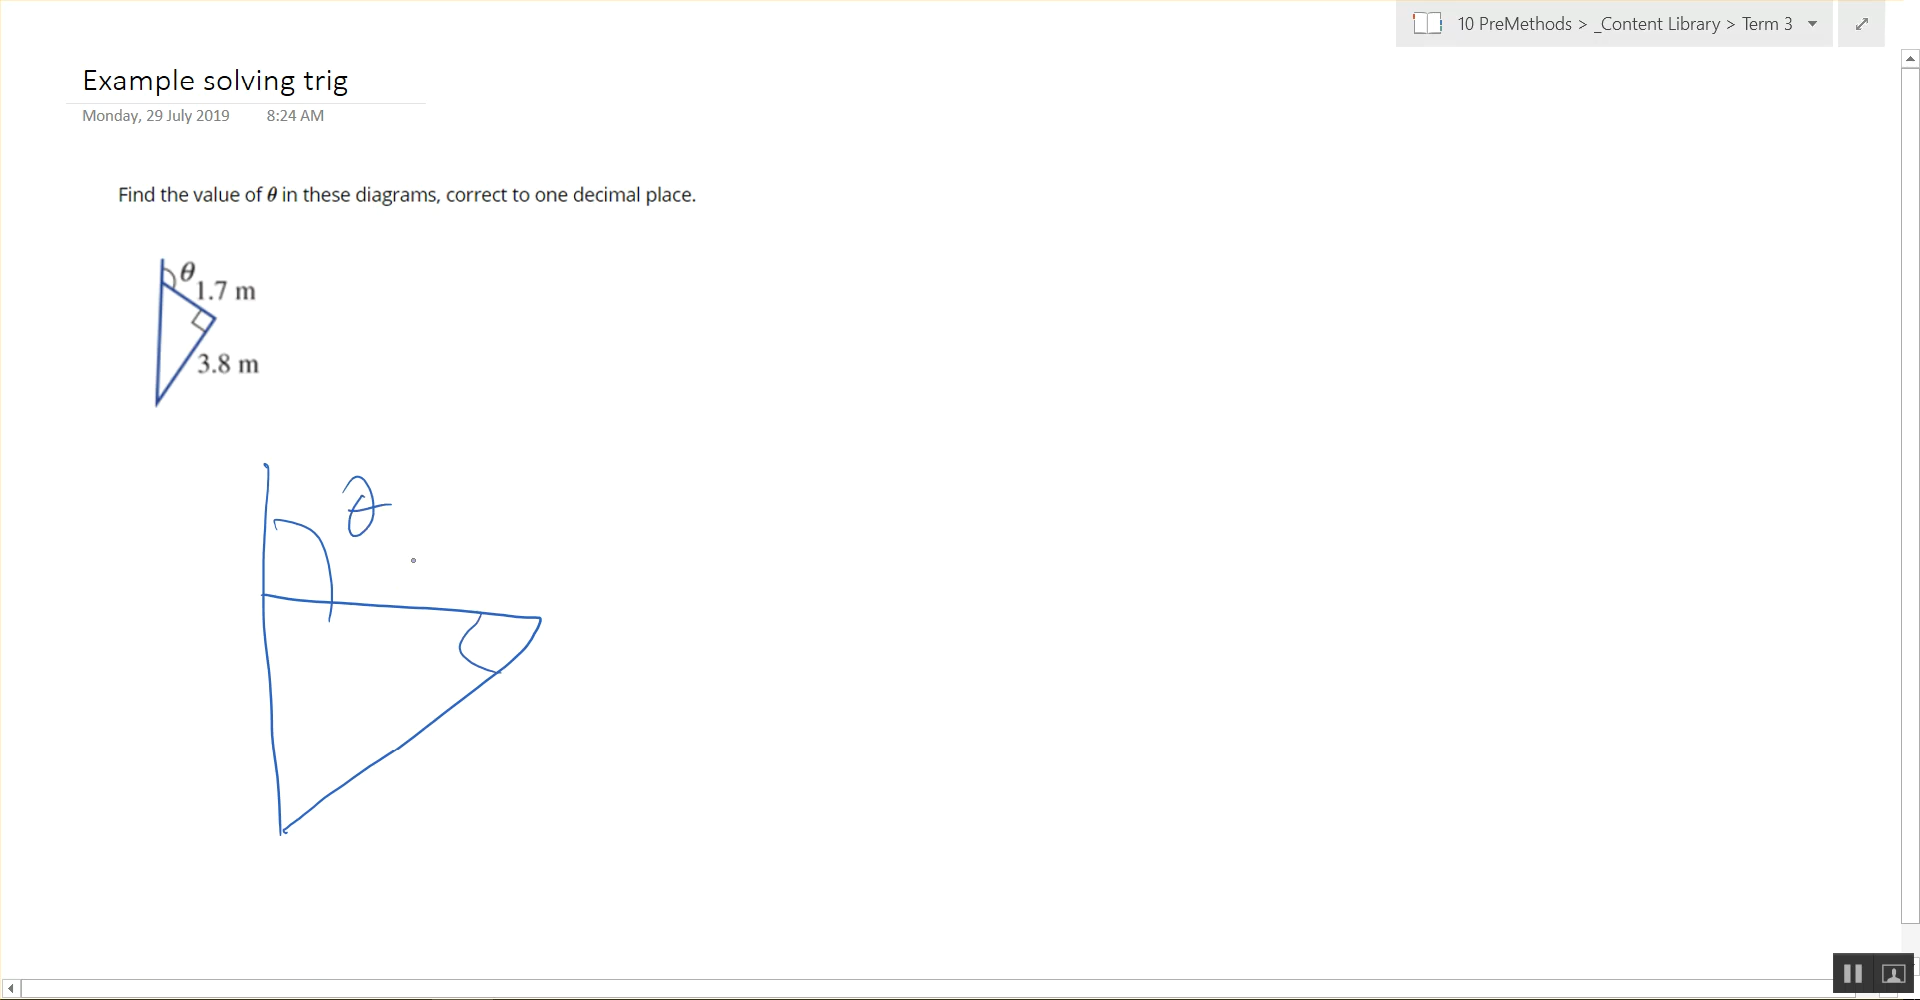 10 PreMethods > _Content Library > Term 3
Example solving trig
Monday, 29 July 2019 8:24 AM
Find the value of θ in these diagrams, correct to one decimal place.
θ
1.7 m
3.8 m
θ